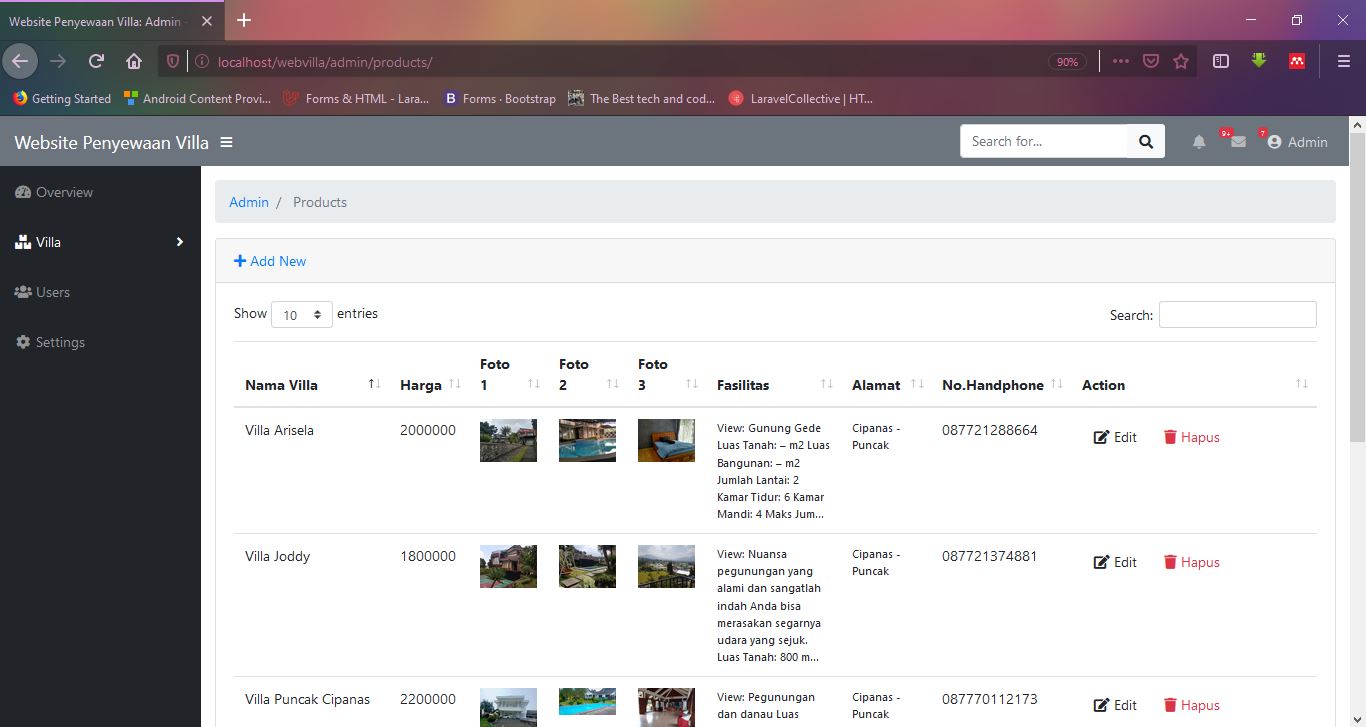 Website Penyewaan Villa: Admin -
localhost/webvilla/admin/products/
90%
Getting Started
Android Content Provi...
Forms & HTML - Lara...
B Forms · Bootstrap
The Best tech and cod...
LaravelCollective | HT...
Website Penyewaan Villa
Search for...
9+
7
Admin
Overview
Villa
Users
Settings
Admin / Products
Add New
Show 10 entries
Search:
Nama Villa Harga Foto 1 Foto 2 Foto 3 Fasilitas Alamat No.Handphone Action
Villa Arisela
2000000
View: Gunung Gede
Luas Tanah: – m2 Luas
Bangunan: – m2
Jumlah Lantai: 2
Kamar Tidur: 6 Kamar
Mandi: 4 Maks Jum...
Cipanas -
Puncak
087721288664
Edit
Hapus
Villa Joddy
1800000
View: Nuansa
pegunungan yang
alami dan sangatlah
indah Anda bisa
merasakan segarnya
udara yang sejuk.
Luas Tanah: 800 m...
Cipanas -
Puncak
087721374881
Edit
Hapus
Villa Puncak Cipanas
2200000
View: Pegunungan
dan danau Luas
Cipanas -
Puncak
087770112173
Edit
Hapus